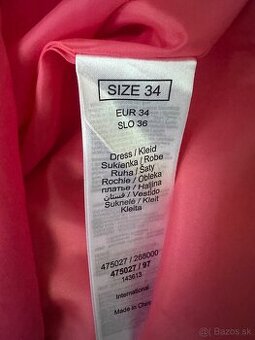 SIZE 34
EUR 34
SLO 36
Dress / Kleid
Sukienka / Robe
Ruha / Šaty
Rochie / Obleka
платье / Haljina
فستان / Vestido
Suknelė / Kleit
Kleita
475027 / 268000
475027 / 97
143613
International
Made in China
Bazos.sk